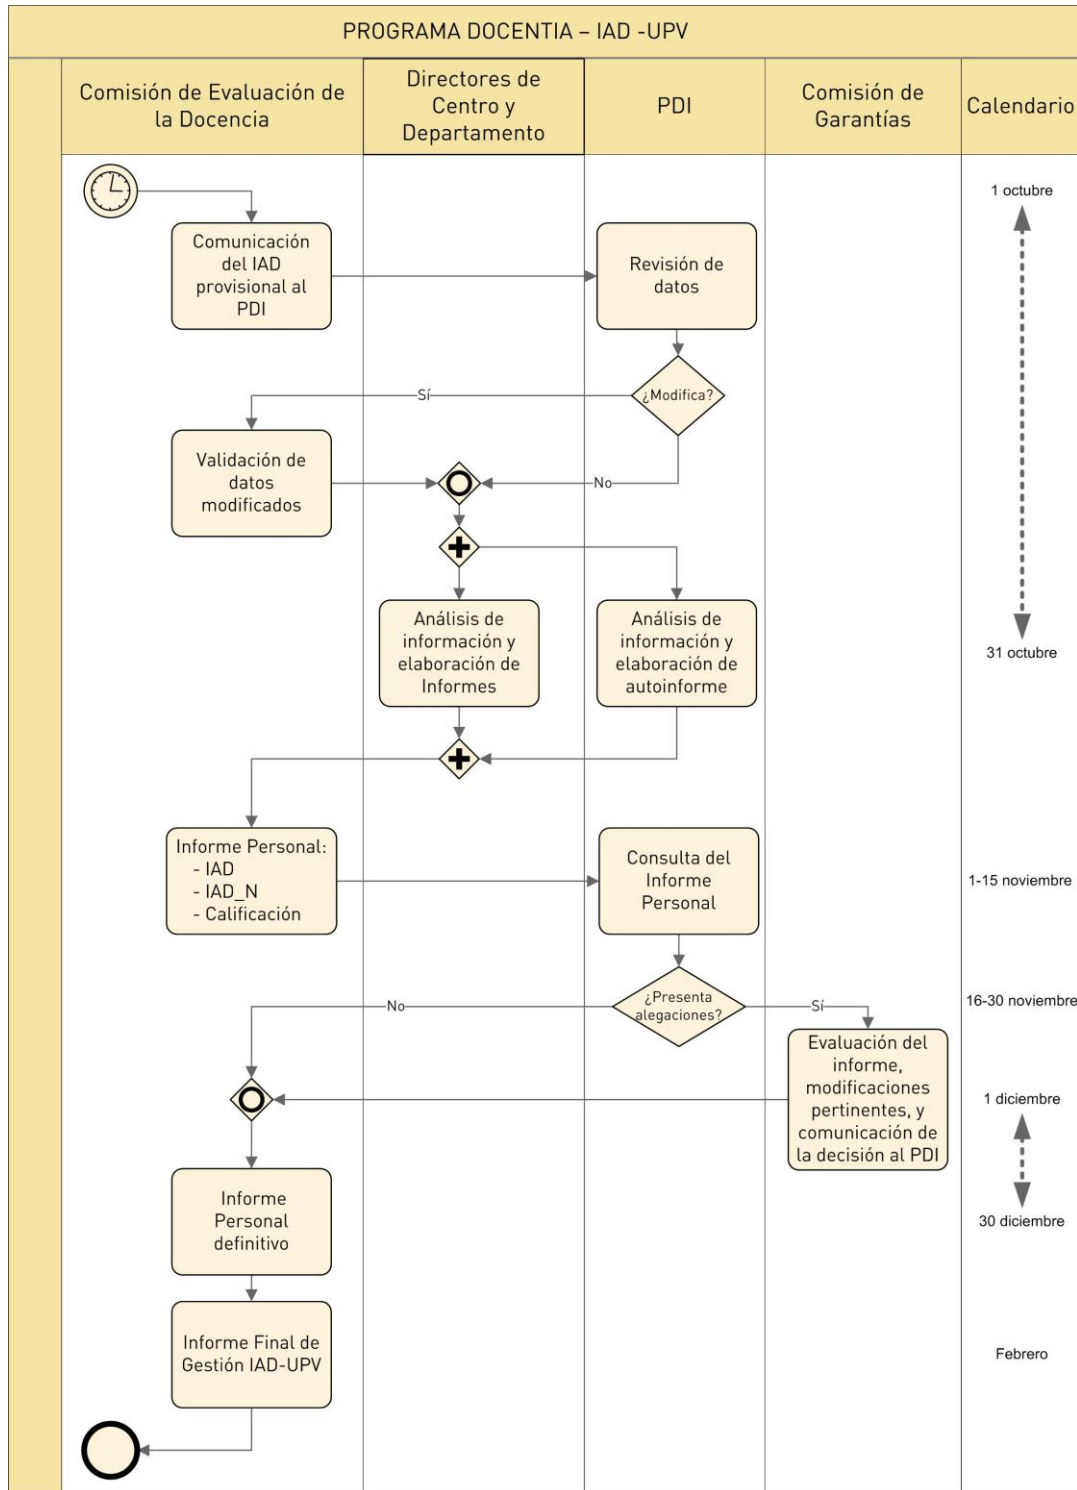 PROGRAMA DOCENTIA – IAD -UPV
Comisión de Evaluación de
la Docencia
Directores de
Centro y
Departamento
PDI
Comisión de
Garantías
Calendario
1 octubre
Comunicación
del IAD
provisional al
PDI
Revisión de
datos
¿Modifica?
Sí
Validación de
datos
modificados
No
Análisis de
información y
elaboración de
Informes
Análisis de
información y
elaboración de
autoinforme
31 octubre
Informe Personal:
- IAD
- IAD_N
- Calificación
Consulta del
Informe
Personal
1-15 noviembre
¿Presenta
alegaciones?
No
Sí
16-30 noviembre
Evaluación del
informe,
modificaciones
pertinentes, y
comunicación de
la decisión al PDI
1 diciembre
Informe
Personal
definitivo
30 diciembre
Informe Final de
Gestión IAD-UPV
Febrero